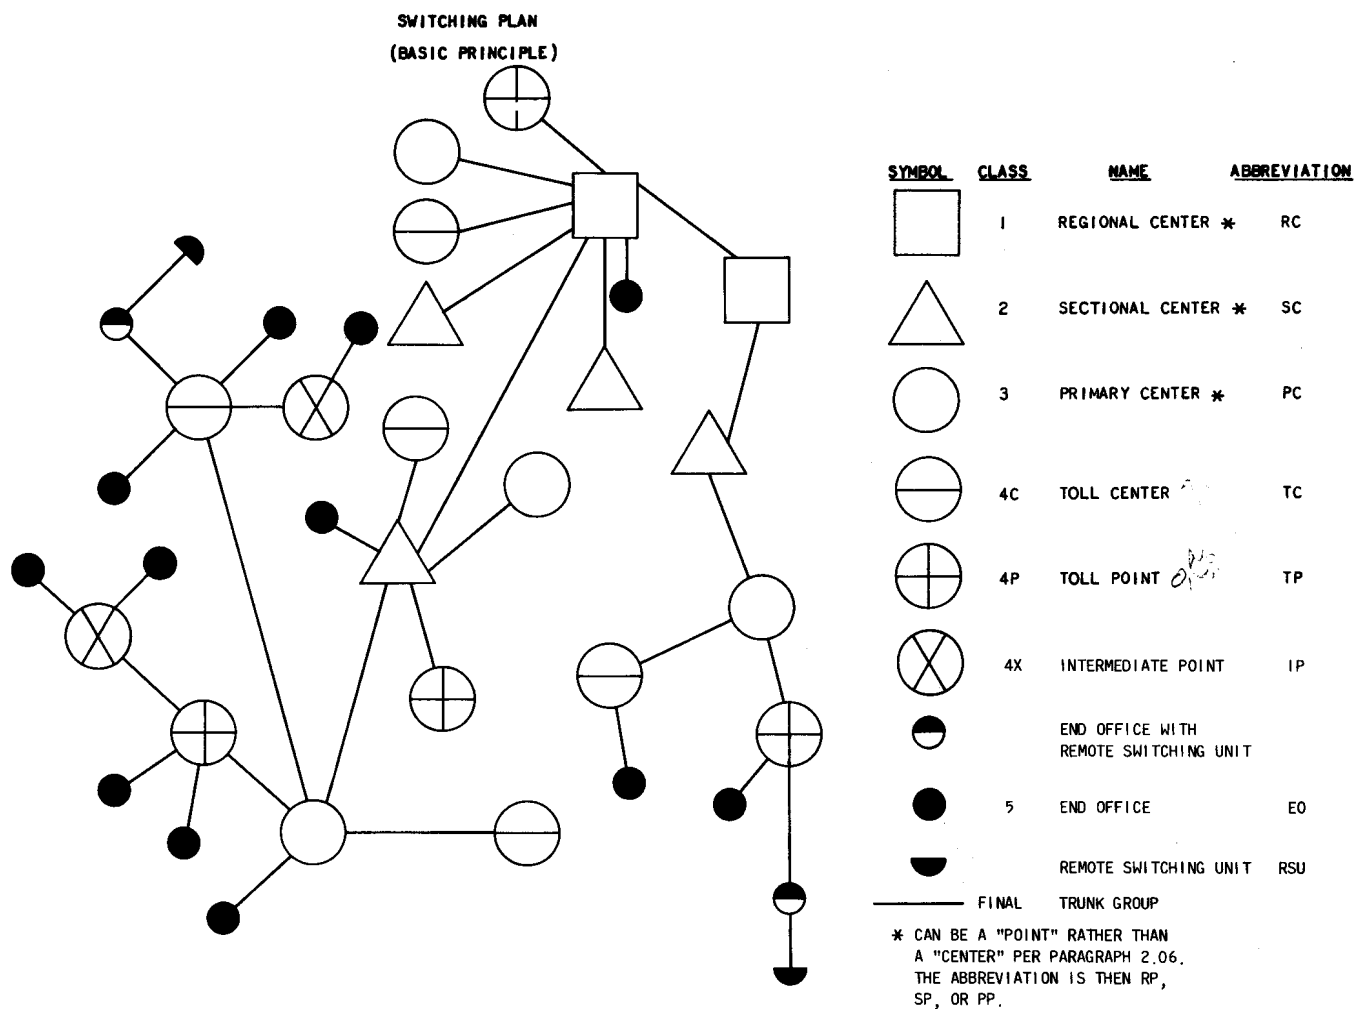 SWITCHING PLAN
(BASIC PRINCIPLE)
SYMBOL CLASS NAME ABBREVIATION
1 REGIONAL CENTER * RC
2 SECTIONAL CENTER * SC
3 PRIMARY CENTER * PC
4C TOLL CENTER TC
4P TOLL POINT TP
4X INTERMEDIATE POINT IP
END OFFICE WITH
REMOTE SWITCHING UNIT
5 END OFFICE EO
REMOTE SWITCHING UNIT RSU
FINAL TRUNK GROUP
* CAN BE A "POINT" RATHER THAN
A "CENTER" PER PARAGRAPH 2.06.
THE ABBREVIATION IS THEN RP,
SP, OR PP.